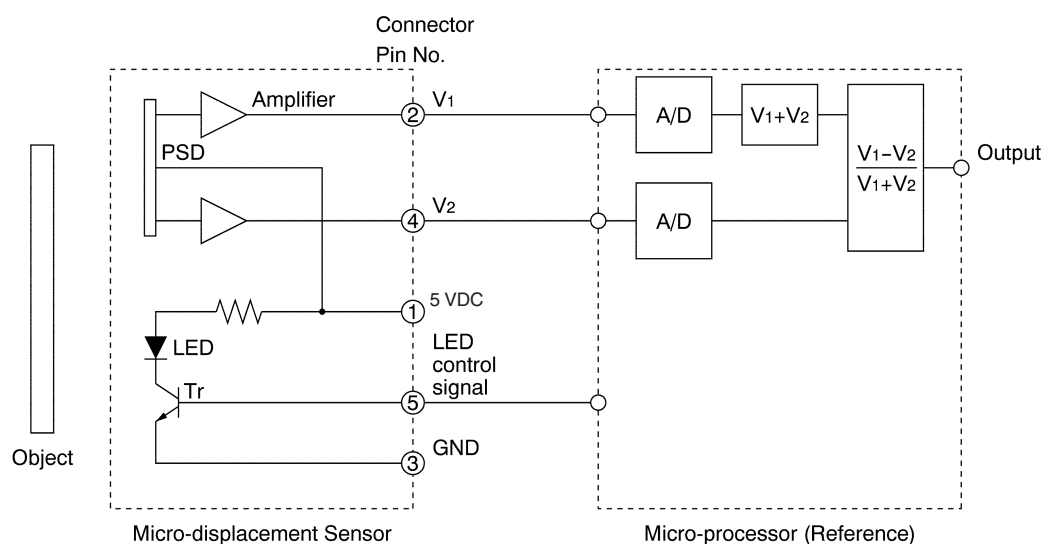 Connector
Pin No.
Amplifier
② V1
A/D
V1+V2
V1–V2
V1+V2
Output
PSD
④ V2
A/D
① 5 VDC
LED
LED
control
signal
Tr
⑤
③ GND
Object
Micro-displacement Sensor
Micro-processor (Reference)